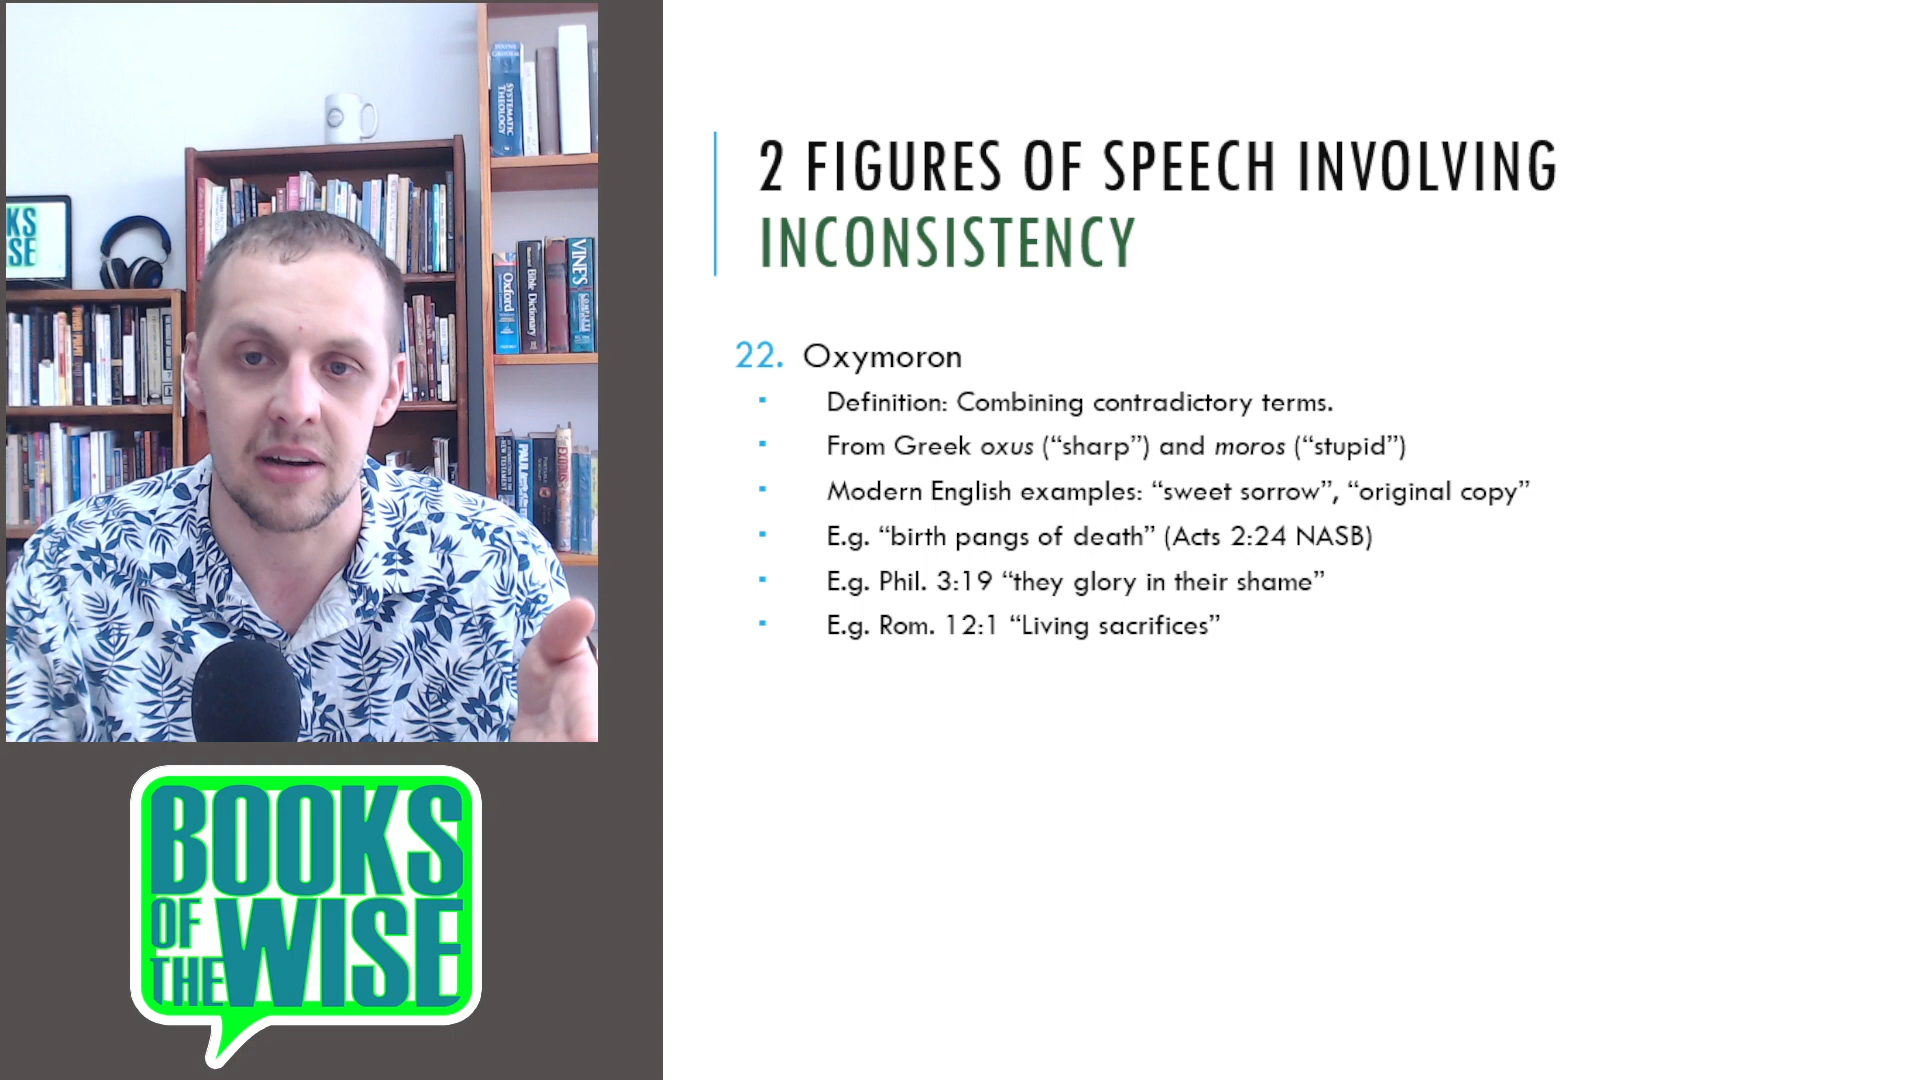 2 FIGURES OF SPEECH INVOLVING
INCONSISTENCY
22. Oxymoron
Definition: Combining contradictory terms.
From Greek oxus (“sharp”) and moros (“stupid”)
Modern English examples: “sweet sorrow”, “original copy”
E.g. “birth pangs of death” (Acts 2:24 NASB)
E.g. Phil. 3:19 “they glory in their shame”
E.g. Rom. 12:1 “Living sacrifices”
BOOKS
OF
THE
WISE
KS
SE
SYSTEMATIC
THEOLOGY
Oxford
Bible Dictionary
VINE'S
NEW TESTAMENT
PAUL